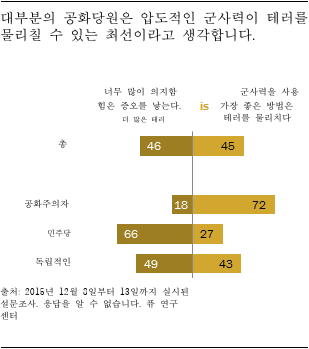 대부분의 공화당원은 압도적인 군사력이 테러를
물리칠 수 있는 최선이라고 생각합니다.
너무 많이 의지함
힘은 증오를 낳는다.
더 많은 테러
is
군사력을 사용
가장 좋은 방법은
테러를 물리치다
총 46 45
공화주의자 18 72
민주당 66 27
독립적인 49 43
출처: 2015년 12월 8일부터 13일까지 실시된
설문조사. 응답을 알 수 없습니다. 퓨 연구
센터